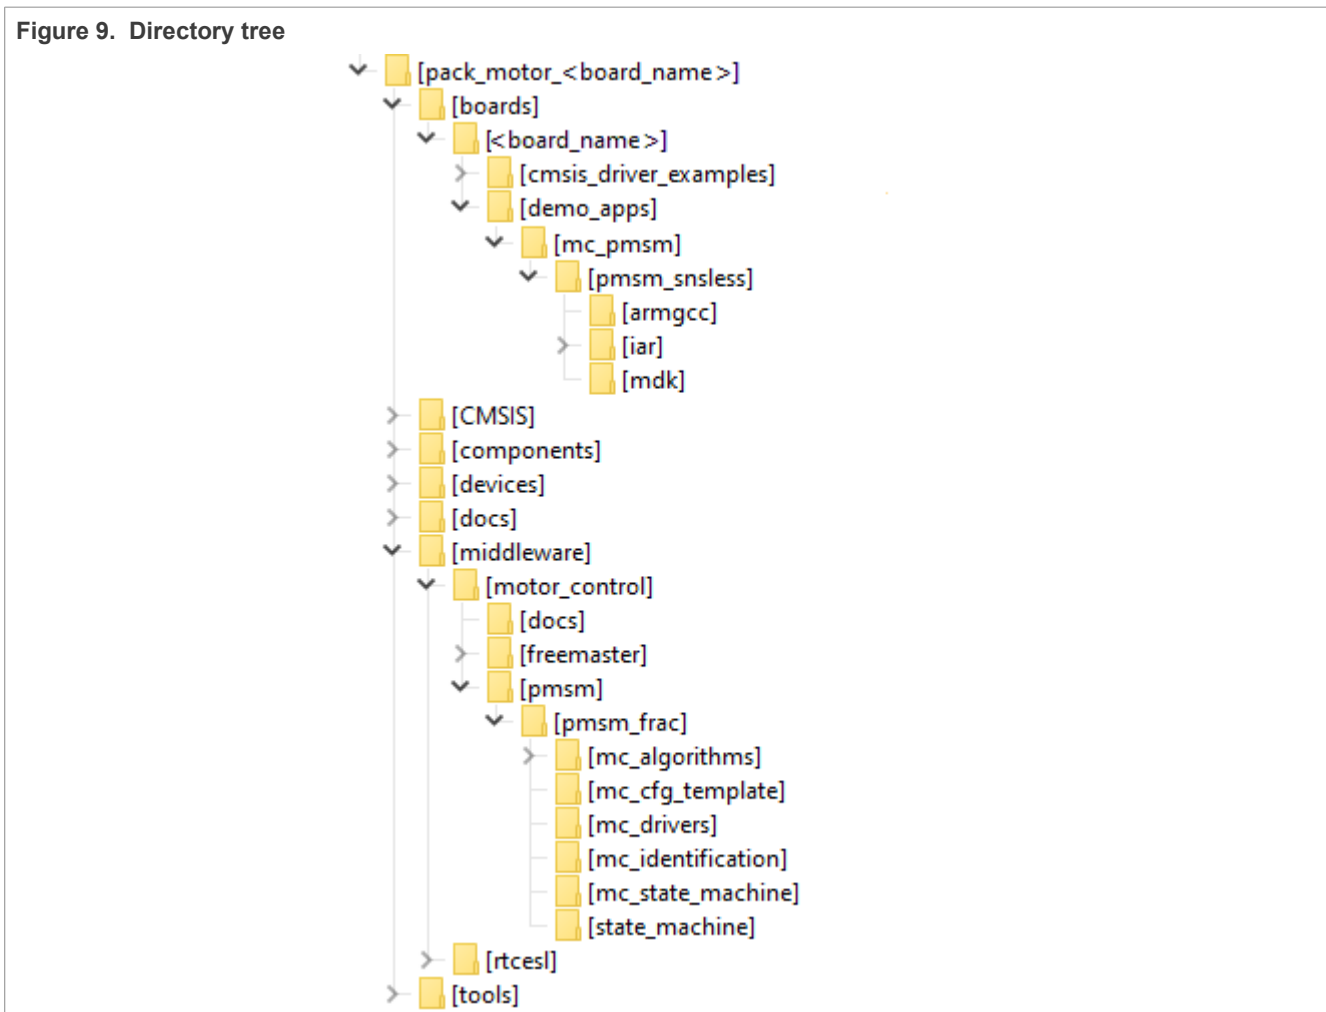 Figure 9. Directory tree
[pack_motor_<board_name>]
[boards]
[<board_name>]
[cmsis_driver_examples]
[demo_apps]
[mc_pmsm]
[pmsm_snsless]
[armgcc]
[iar]
[mdk]
[CMSIS]
[components]
[devices]
[docs]
[middleware]
[motor_control]
[docs]
[freemaster]
[pmsm]
[pmsm_frac]
[mc_algorithms]
[mc_cfg_template]
[mc_drivers]
[mc_identification]
[mc_state_machine]
[state_machine]
[rtcesl]
[tools]